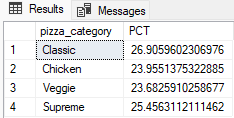 Results Messages
pizza_category PCT
1 Classic 26.9059602306976
2 Chicken 23.9551375322885
3 Veggie 23.6825910258677
4 Supreme 25.4563112111462